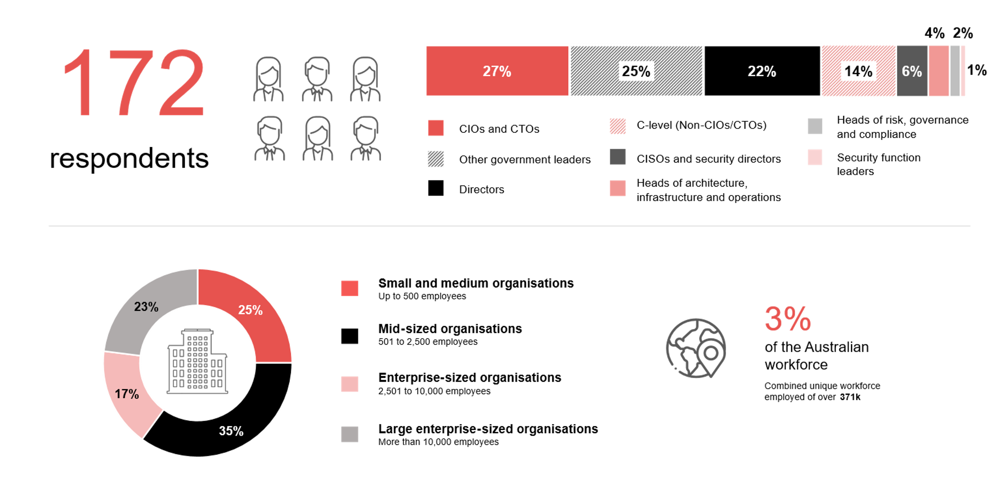 172
respondents
4% 2%
27% 25% 22% 14% 6% 1%
CIOs and CTOs
Other government leaders
Directors
C-level (Non-CIOs/CTOs)
CISOs and security directors
Heads of architecture,
infrastructure and operations
Heads of risk, governance
and compliance
Security function
leaders
23%
25%
17%
35%
Small and medium organisations
Up to 500 employees
Mid-sized organisations
501 to 2,500 employees
Enterprise-sized organisations
2,501 to 10,000 employees
Large enterprise-sized organisations
More than 10,000 employees
3%
of the Australian
workforce
Combined unique workforce
employed of over 371k